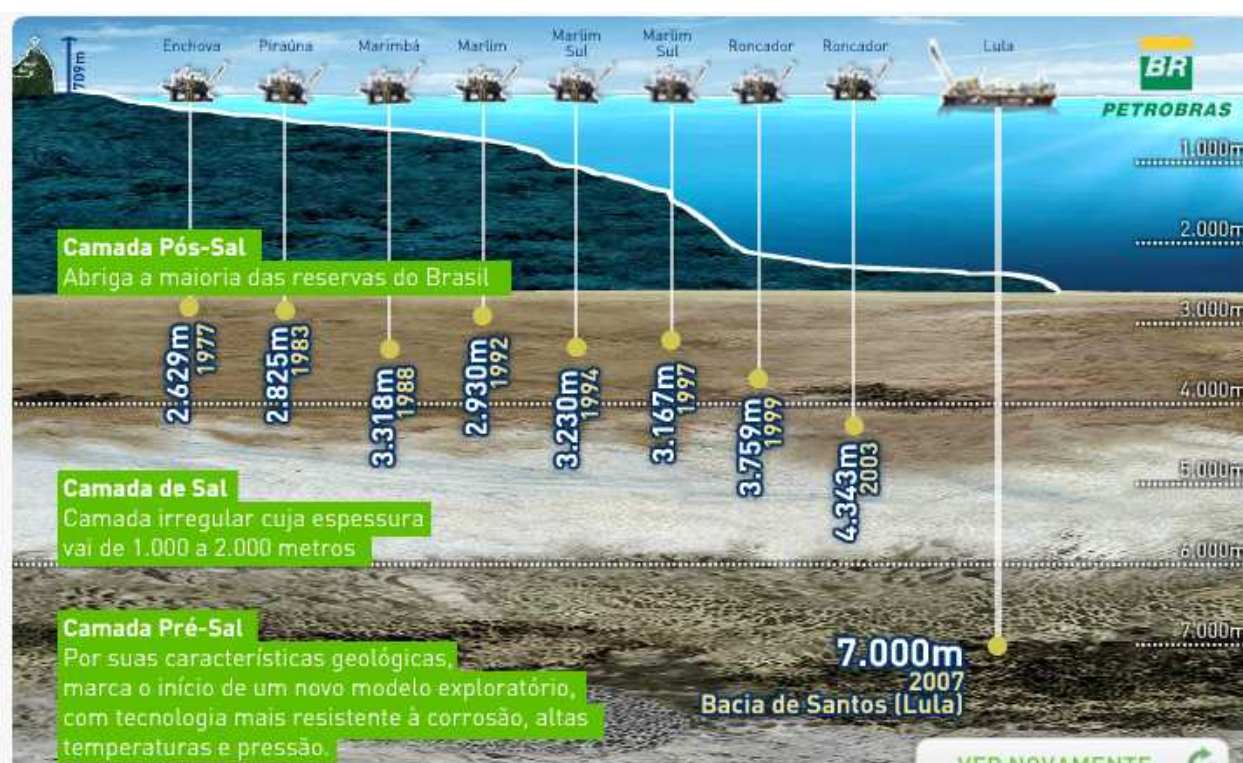 709m
Enchova
Piraúna
Marimbá
Marlim
Marlim
Sul
Marlim
Sul
Roncador
Roncador
Lula
BR
PETROBRAS
1.000m
2.000m
3.000m
4.000m
5.000m
6.000m
7.000m
Camada Pós-Sal
Abriga a maioria das reservas do Brasil
2.629m
1977
2.825m
1983
3.318m
1988
2.930m
1992
3.230m
1994
3.167m
1997
3.759m
1999
4.343m
2003
Camada de Sal
Camada irregular cuja espessura
vai de 1.000 a 2.000 metros
Camada Pré-Sal
Por suas características geológicas,
marca o início de um novo modelo exploratório,
com tecnologia mais resistente à corrosão, altas
temperaturas e pressão.
7.000m
2007
Bacia de Santos (Lula)
VER NOVAMENTE